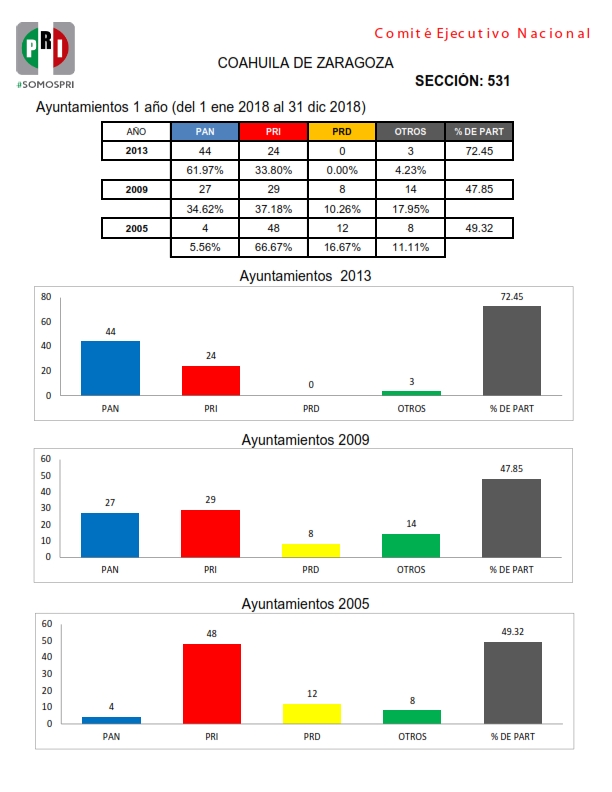 Comité Ejecutivo Nacional
PRI
#SOMOSPRI
COAHUILA DE ZARAGOZA
SECCIÓN: 531
Ayuntamientos 1 año (del 1 ene 2018 al 31 dic 2018)
AÑO PAN PRI PRD OTROS % DE PART
2013 44 24 0 3 72.45
61.97% 33.80% 0.00% 4.23%
2009 27 29 8 14 47.85
34.62% 37.18% 10.26% 17.95%
2005 4 48 12 8 49.32
5.56% 66.67% 16.67% 11.11%
Ayuntamientos 2013
80
60
40
20
0
44
24
0
3
72.45
PAN PRI PRD OTROS % DE PART
Ayuntamientos 2009
60
50
40
30
20
10
0
27
29
8
14
47.85
PAN PRI PRD OTROS % DE PART
Ayuntamientos 2005
60
50
40
30
20
10
0
4
48
12
8
49.32
PAN PRI PRD OTROS % DE PART